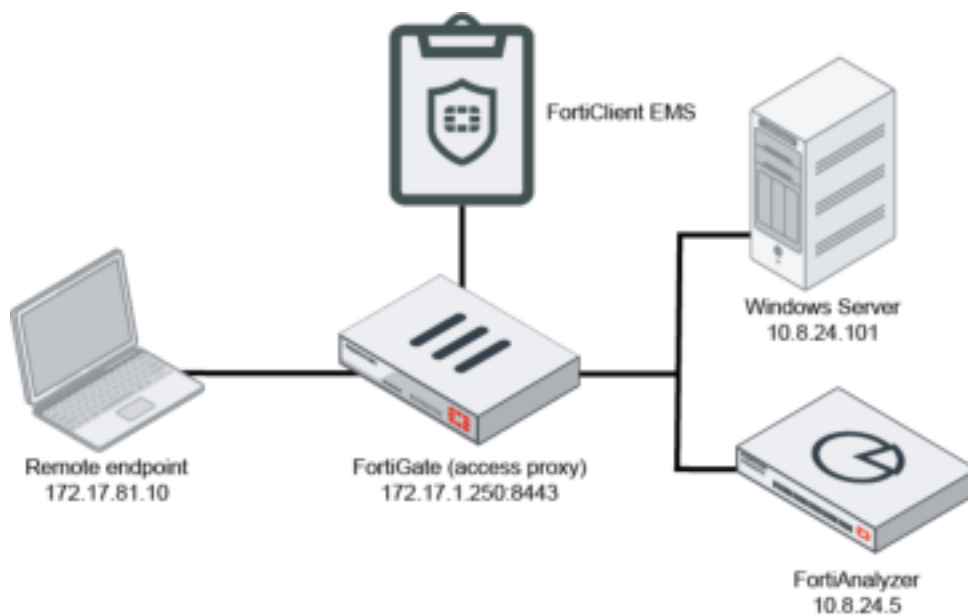 FortiClient EMS
Windows Server
10.8.24.101
Remote endpoint
172.17.81.10
FortiGate (access proxy)
172.17.1.250:8443
FortiAnalyzer
10.8.24.5